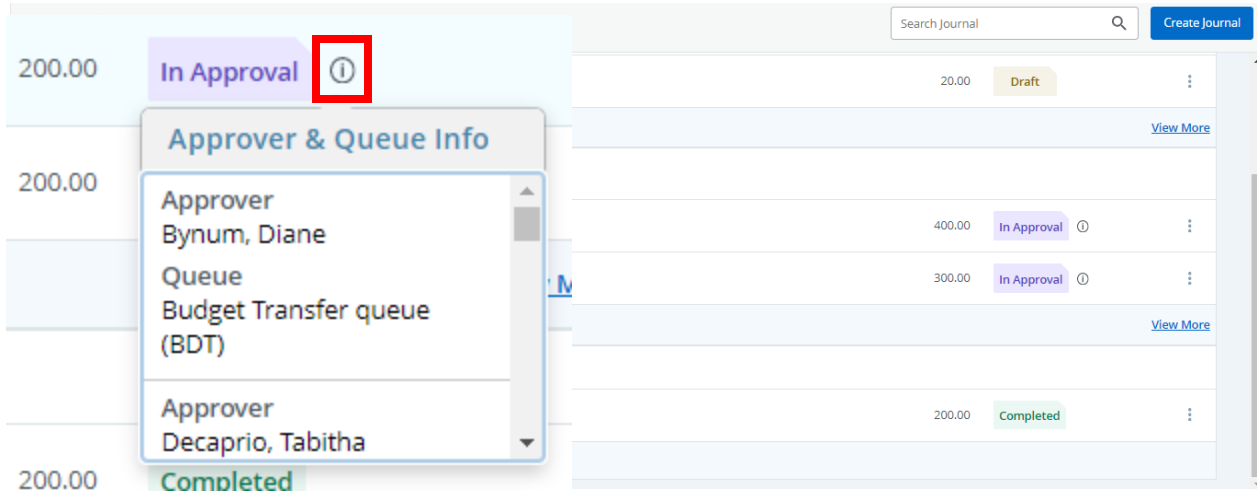 Search Journal
Create Journal
200.00 In Approval
Approver & Queue Info
200.00
Approver
Bynum, Diane
Queue
Budget Transfer queue
(BDT)
Approver
Decaprio, Tabitha
200.00 Completed
20.00 Draft
View More
400.00 In Approval
300.00 In Approval
View More
200.00 Completed